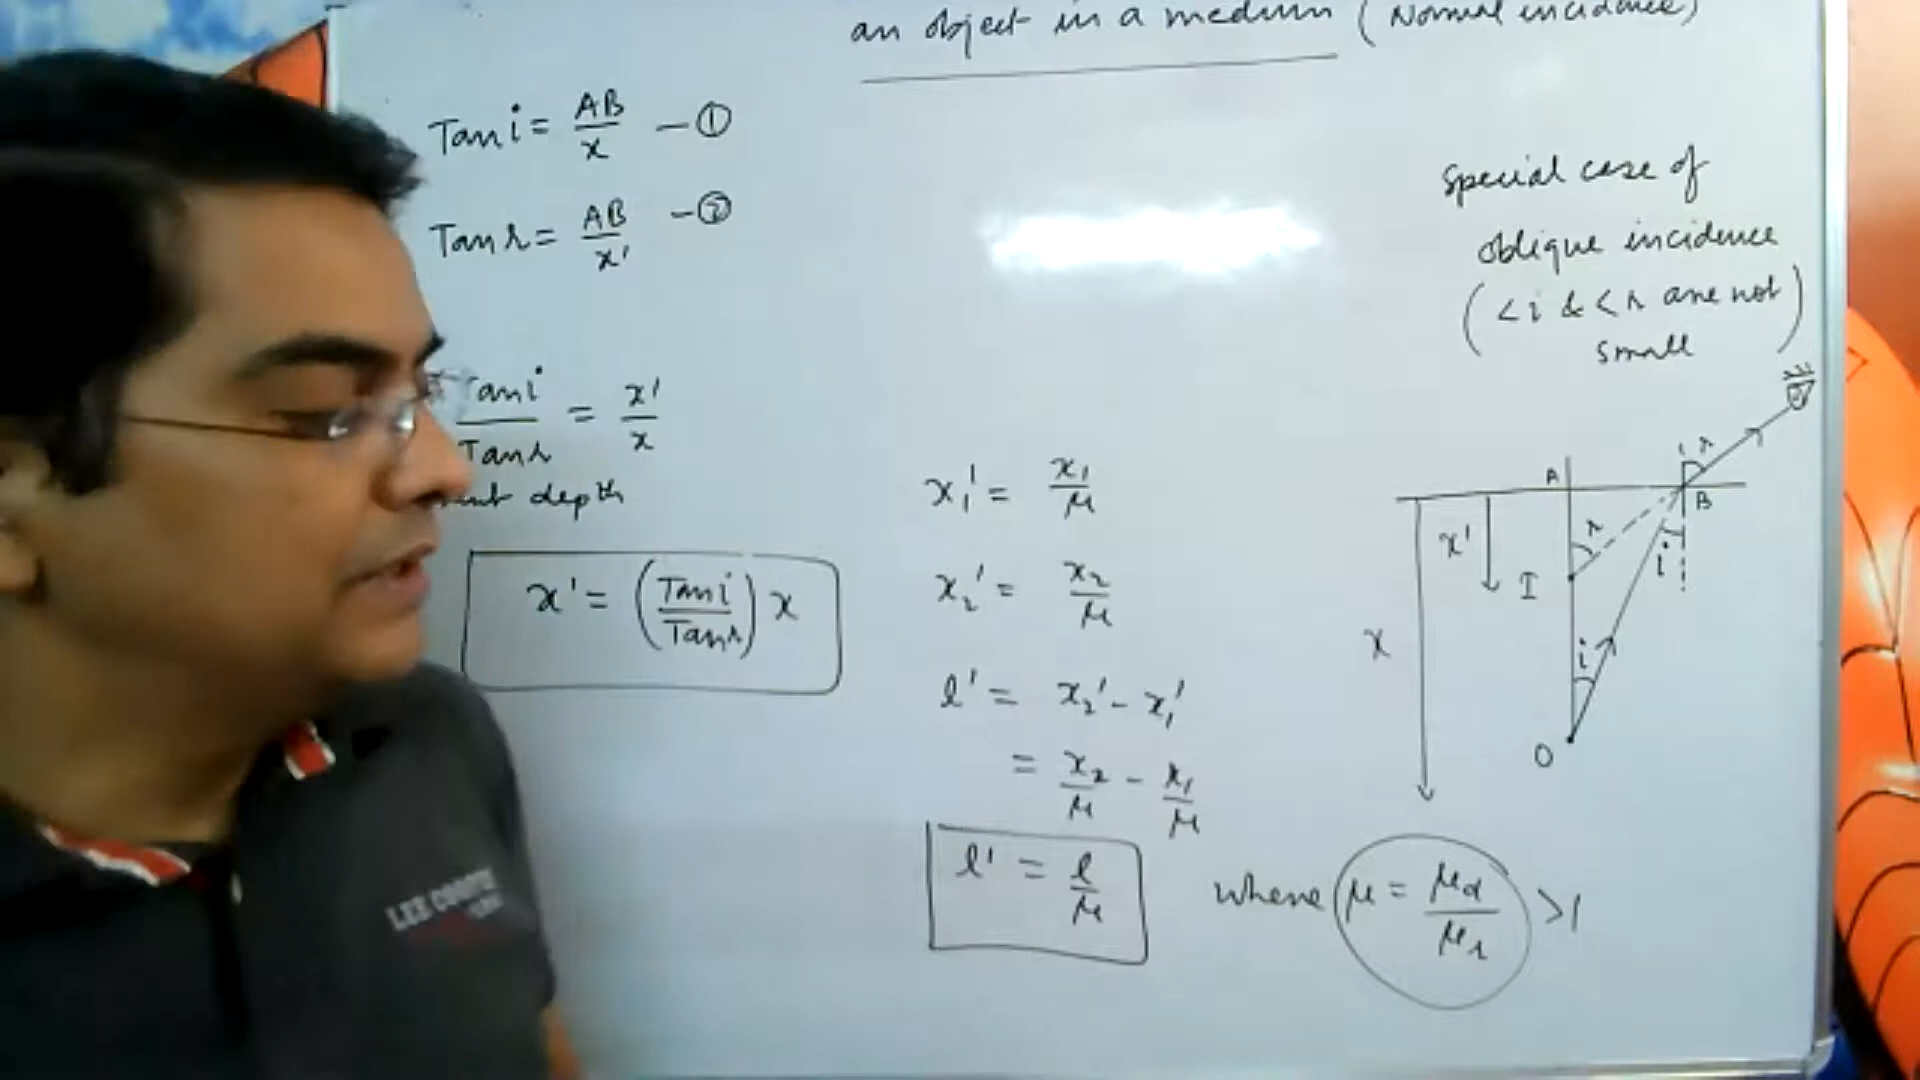 an object in a medium (Normal incidence)
Tan i = AB/x — ①
Tan r = AB/x' — ②
Tan i/Tan r = x'/x
depth
x' = (Tan i/Tan r) x
x₁' = x₁/μ
x₂' = x₂/μ
l' = x₂' - x₁'
= x₂/μ - x₁/μ
l' = l/μ
where μ = μd/μr >1
Special case of
oblique incidence
(<i & <r are not
small)
r
A
B
r
x'
I
i
x
i
O
LEE COOPER